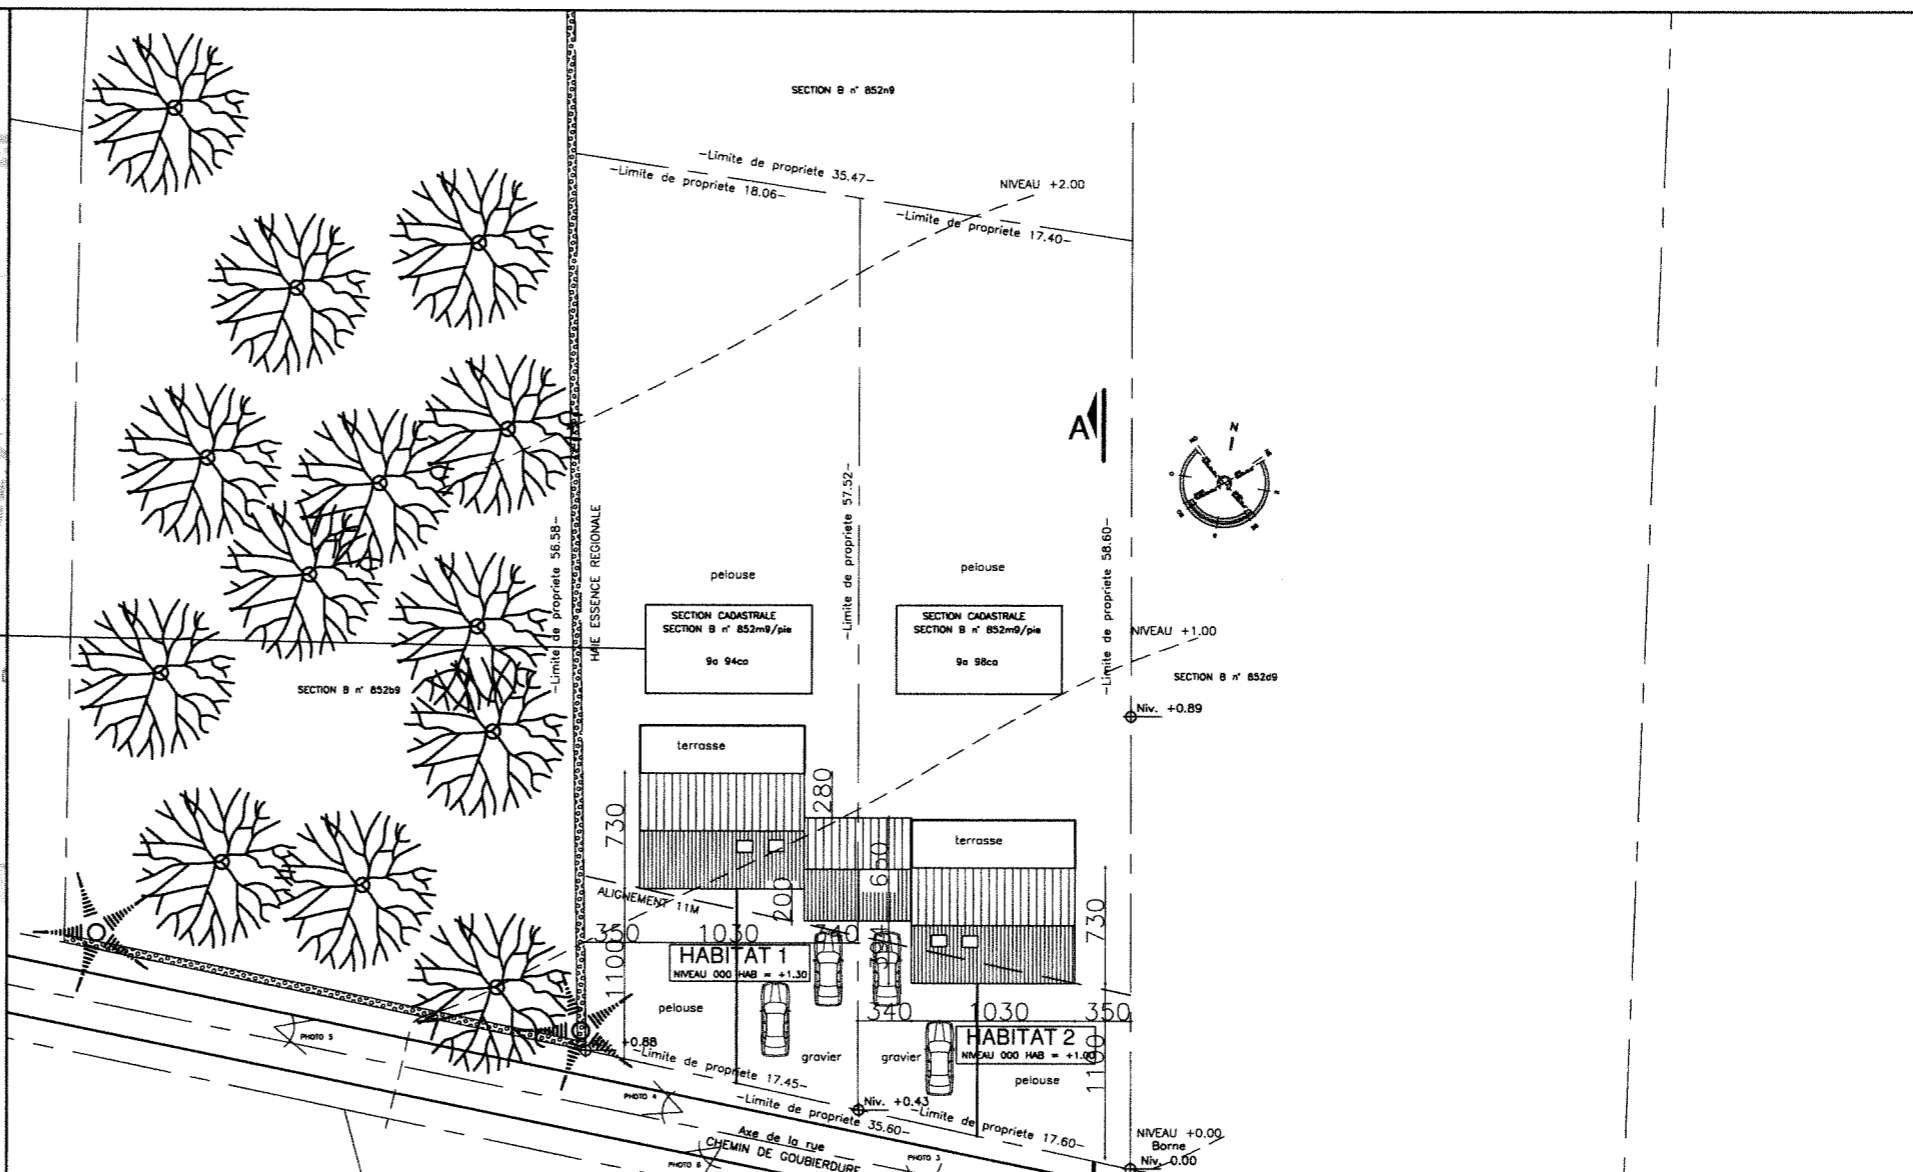 SECTION B n° 852n9
-Limite de propriete 35.47-
-Limite de propriete 18.06-
NIVEAU +2.00
-Limite de propriete 17.40-
A
N
-Limite de propriete 56.58-
HAIE ESSENCE REGIONALE
-Limite de propriete 57.52-
-Limite de propriete 58.60-
pelouse
pelouse
SECTION CADASTRALE
SECTION B n° 852m9/pie
9a 94ca
SECTION CADASTRALE
SECTION B n° 852m9/pie
9a 98ca
NIVEAU +1.00
SECTION B n° 852b9
SECTION B n° 852d9
Niv. +0.89
terrasse
280
730
terrasse
650
ALIGNEMENT 11M
200
730
350
1030
340
1100
HABITAT 1
NIVEAU 000 HAB = +1.30
pelouse
340
1030
350
HABITAT 2
NIVEAU 000 HAB = +1.00
1100
PHOTO 5
+0.88
gravier
gravier
pelouse
-Limite de propriete 17.45-
PHOTO 4
-Limite de propriete 35.60-
Niv. +0.43
-Limite de propriete 17.60-
Axe de la rue
CHEMIN DE GOUBIERDURE
NIVEAU +0.00
Borne
Niv. 0.00
PHOTO 6
PHOTO 3